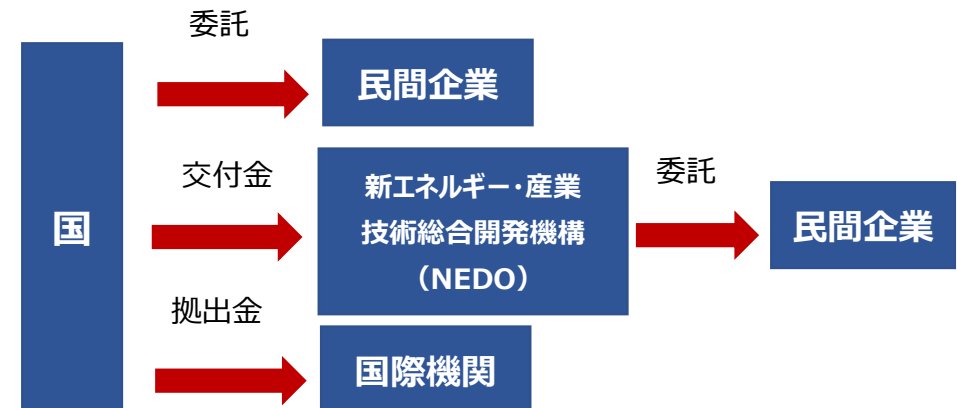 委託
民間企業
国
交付金
新エネルギー・産業
技術総合開発機構
（NEDO）
委託
民間企業
拠出金
国際機関